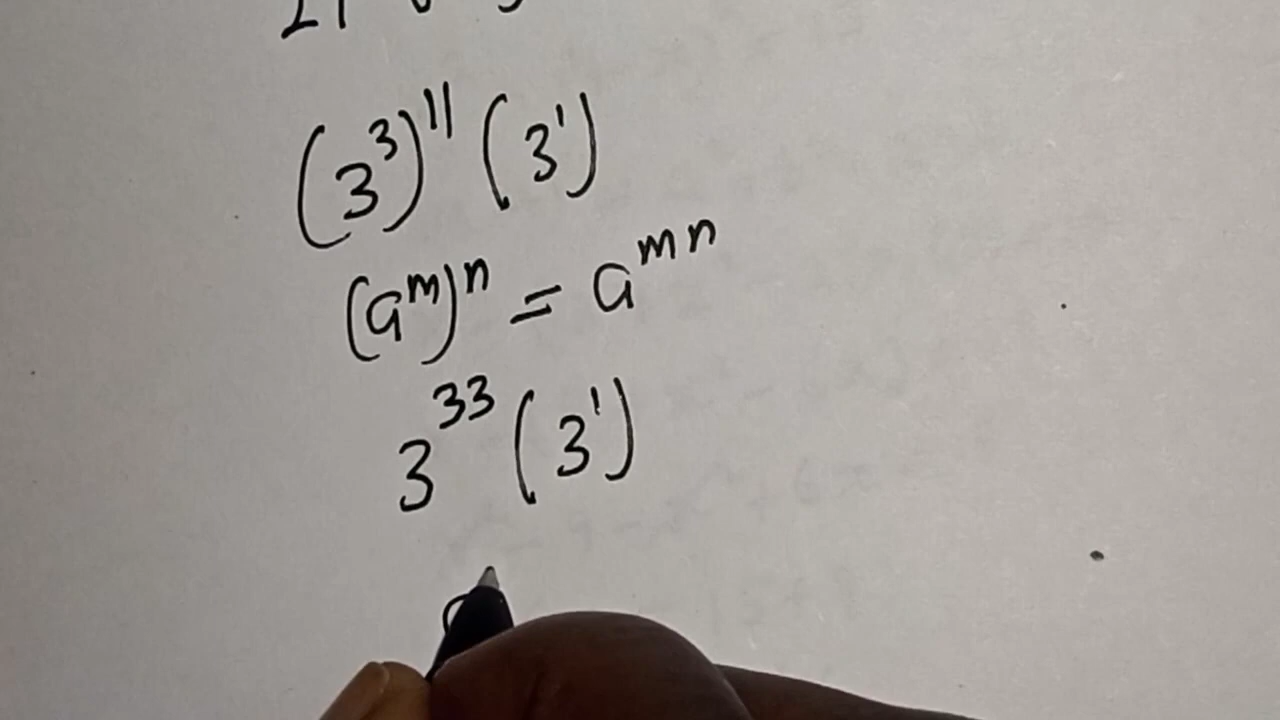 (3³)¹¹ (3¹)
(aᵐ)ⁿ = aᵐⁿ
3³³ (3¹)